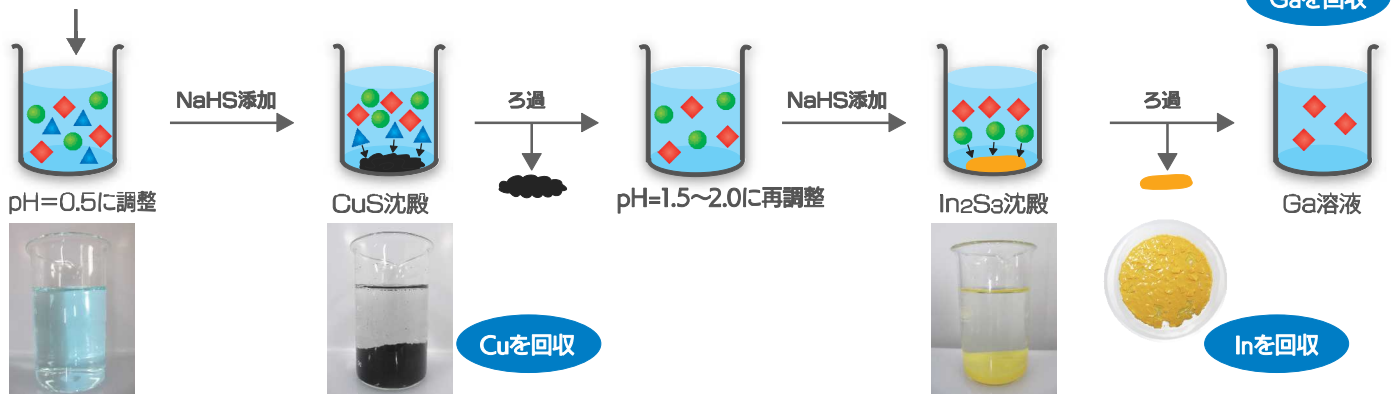 Gaを回収
NaHS添加
ろ過
NaHS添加
ろ過
pH=0.5に調整
CuS沈殿
pH=1.5~2.0に再調整
In2S3沈殿
Ga溶液
Cuを回収
Inを回収